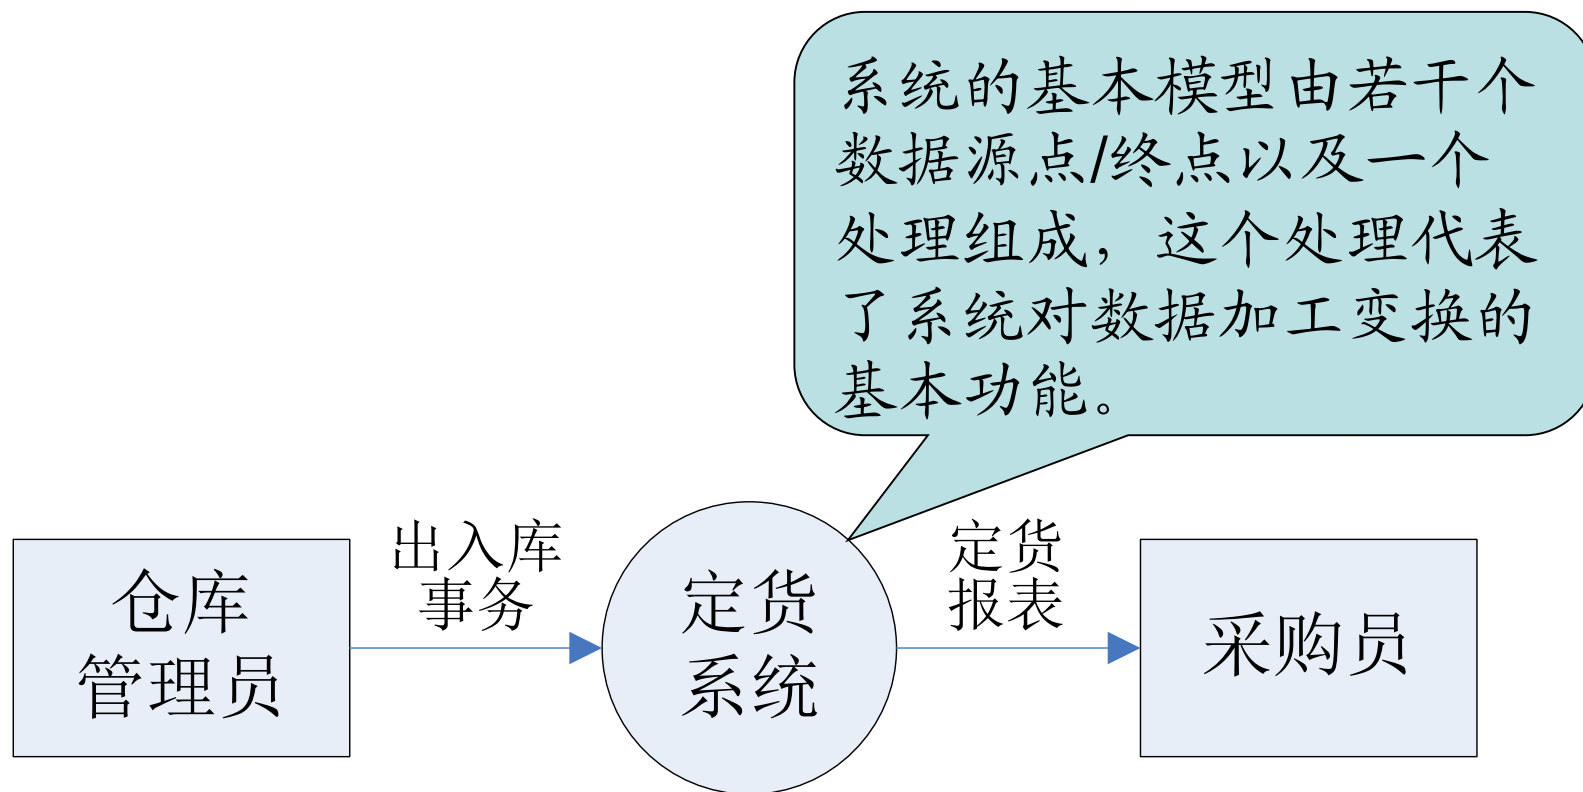 系统的基本模型由若干个
数据源点/终点以及一个
处理组成，这个处理代表
了系统对数据加工变换的
基本功能。
仓库
管理员
出入库
事务
定货
系统
定货
报表
采购员